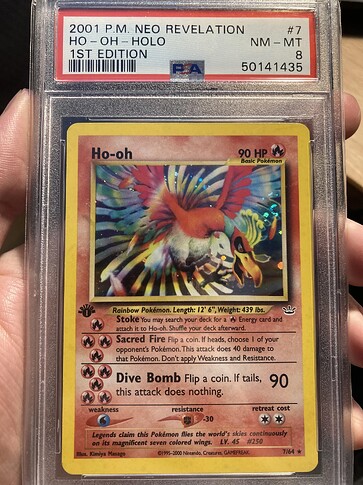 2001 P.M. NEO REVELATION #7
HO-OH-HOLO NM-MT
1ST EDITION 8
PSA 50141435
Ho-oh 90 HP
Basic Pokémon
Rainbow Pokémon. Length: 12' 6", Weight: 439 lbs.
Stoke You may search your deck for a Energy card and
attach it to Ho-oh. Shuffle your deck afterward.
Sacred Fire Flip a coin. If heads, choose 1 of your
opponent's Pokémon. This attack does 40 damage to
that Pokémon. Don't apply Weakness and Resistance.
Dive Bomb Flip a coin. If tails, 90
this attack does nothing.
weakness resistance retreat cost
-30
Legends claim this Pokémon flies the world's skies continuously
on its magnificent seven colored wings. LV. 45 #250
Illus. Kimiya Masago ©1995-2000 Nintendo, Creatures, GAMEFREAK. 7/64 ★